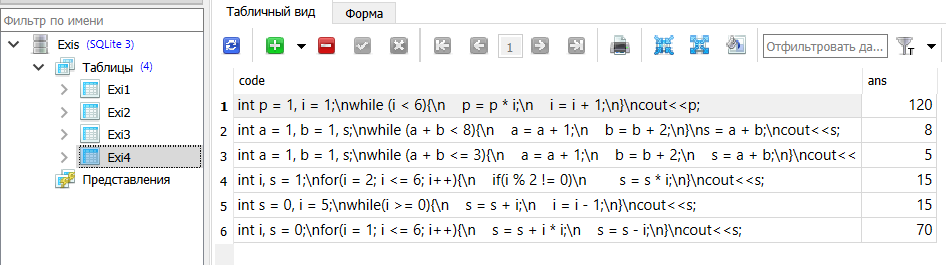 Табличный вид Форма
Фильтр по имени
Exis (SQLite 3)
Таблицы (4)
Exi1
Exi2
Exi3
Exi4
Представления
1
Отфильтровать да...
code ans
1 int p = 1, i = 1;\nwhile (i < 6){\n    p = p * i;\n    i = i + 1;\n}\ncout<<p; 120
2 int a = 1, b = 1, s;\nwhile (a + b < 8){\n    a = a + 1;\n    b = b + 2;\n}\ns = a + b;\ncout<<s; 8
3 int a = 1, b = 1, s;\nwhile (a + b <= 3){\n    a = a + 1;\n    b = b + 2;\n    s = a + b;\n}\ncout<< 5
4 int i, s = 1;\nfor(i = 2; i <= 6; i++){\n    if(i % 2 != 0)\n        s = s * i;\n}\ncout<<s; 15
5 int s = 0, i = 5;\nwhile(i >= 0){\n    s = s + i;\n    i = i - 1;\n}\ncout<<s; 15
6 int i, s = 0;\nfor(i = 1; i <= 6; i++){\n    s = s + i * i;\n    s = s - i;\n}\ncout<<s; 70